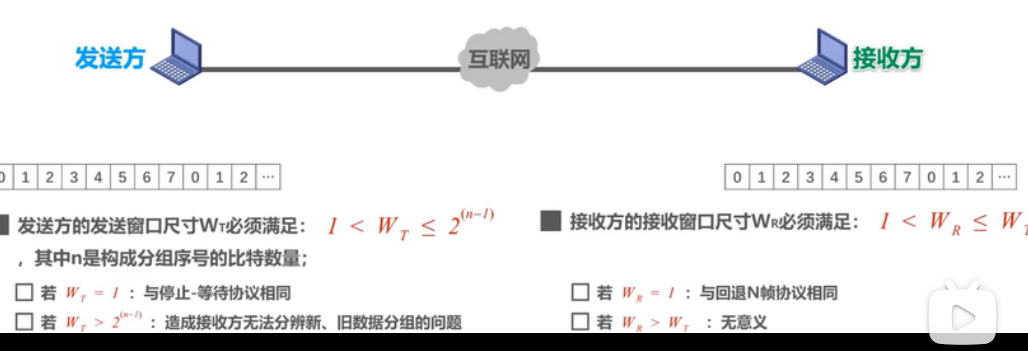 发送方
互联网
接收方
0 1 2 3 4 5 6 7 0 1 2 ...
0 1 2 3 4 5 6 7 0 1 2 ...
发送方的发送窗口尺寸WT必须满足： 1 < W_T ≤ 2^(n-1)
，其中n是构成分组序号的比特数量；
若 W_T = 1 ：与停止-等待协议相同
若 W_T > 2^(n-1) ：造成接收方无法分辨新、旧数据分组的问题
接收方的接收窗口尺寸WR必须满足： 1 < W_R ≤ W_T
若 W_R = 1 ：与回退N帧协议相同
若 W_R > W_T ：无意义